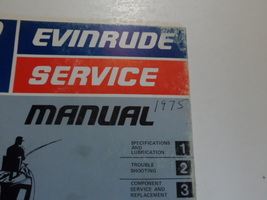 EVINRUDE
SERVICE
1975
MANUAL
SPECIFICATIONS
AND
LUBRICATION 1
TROUBLE
SHOOTING 2
COMPONENT
SERVICE AND
REPLACEMENT 3